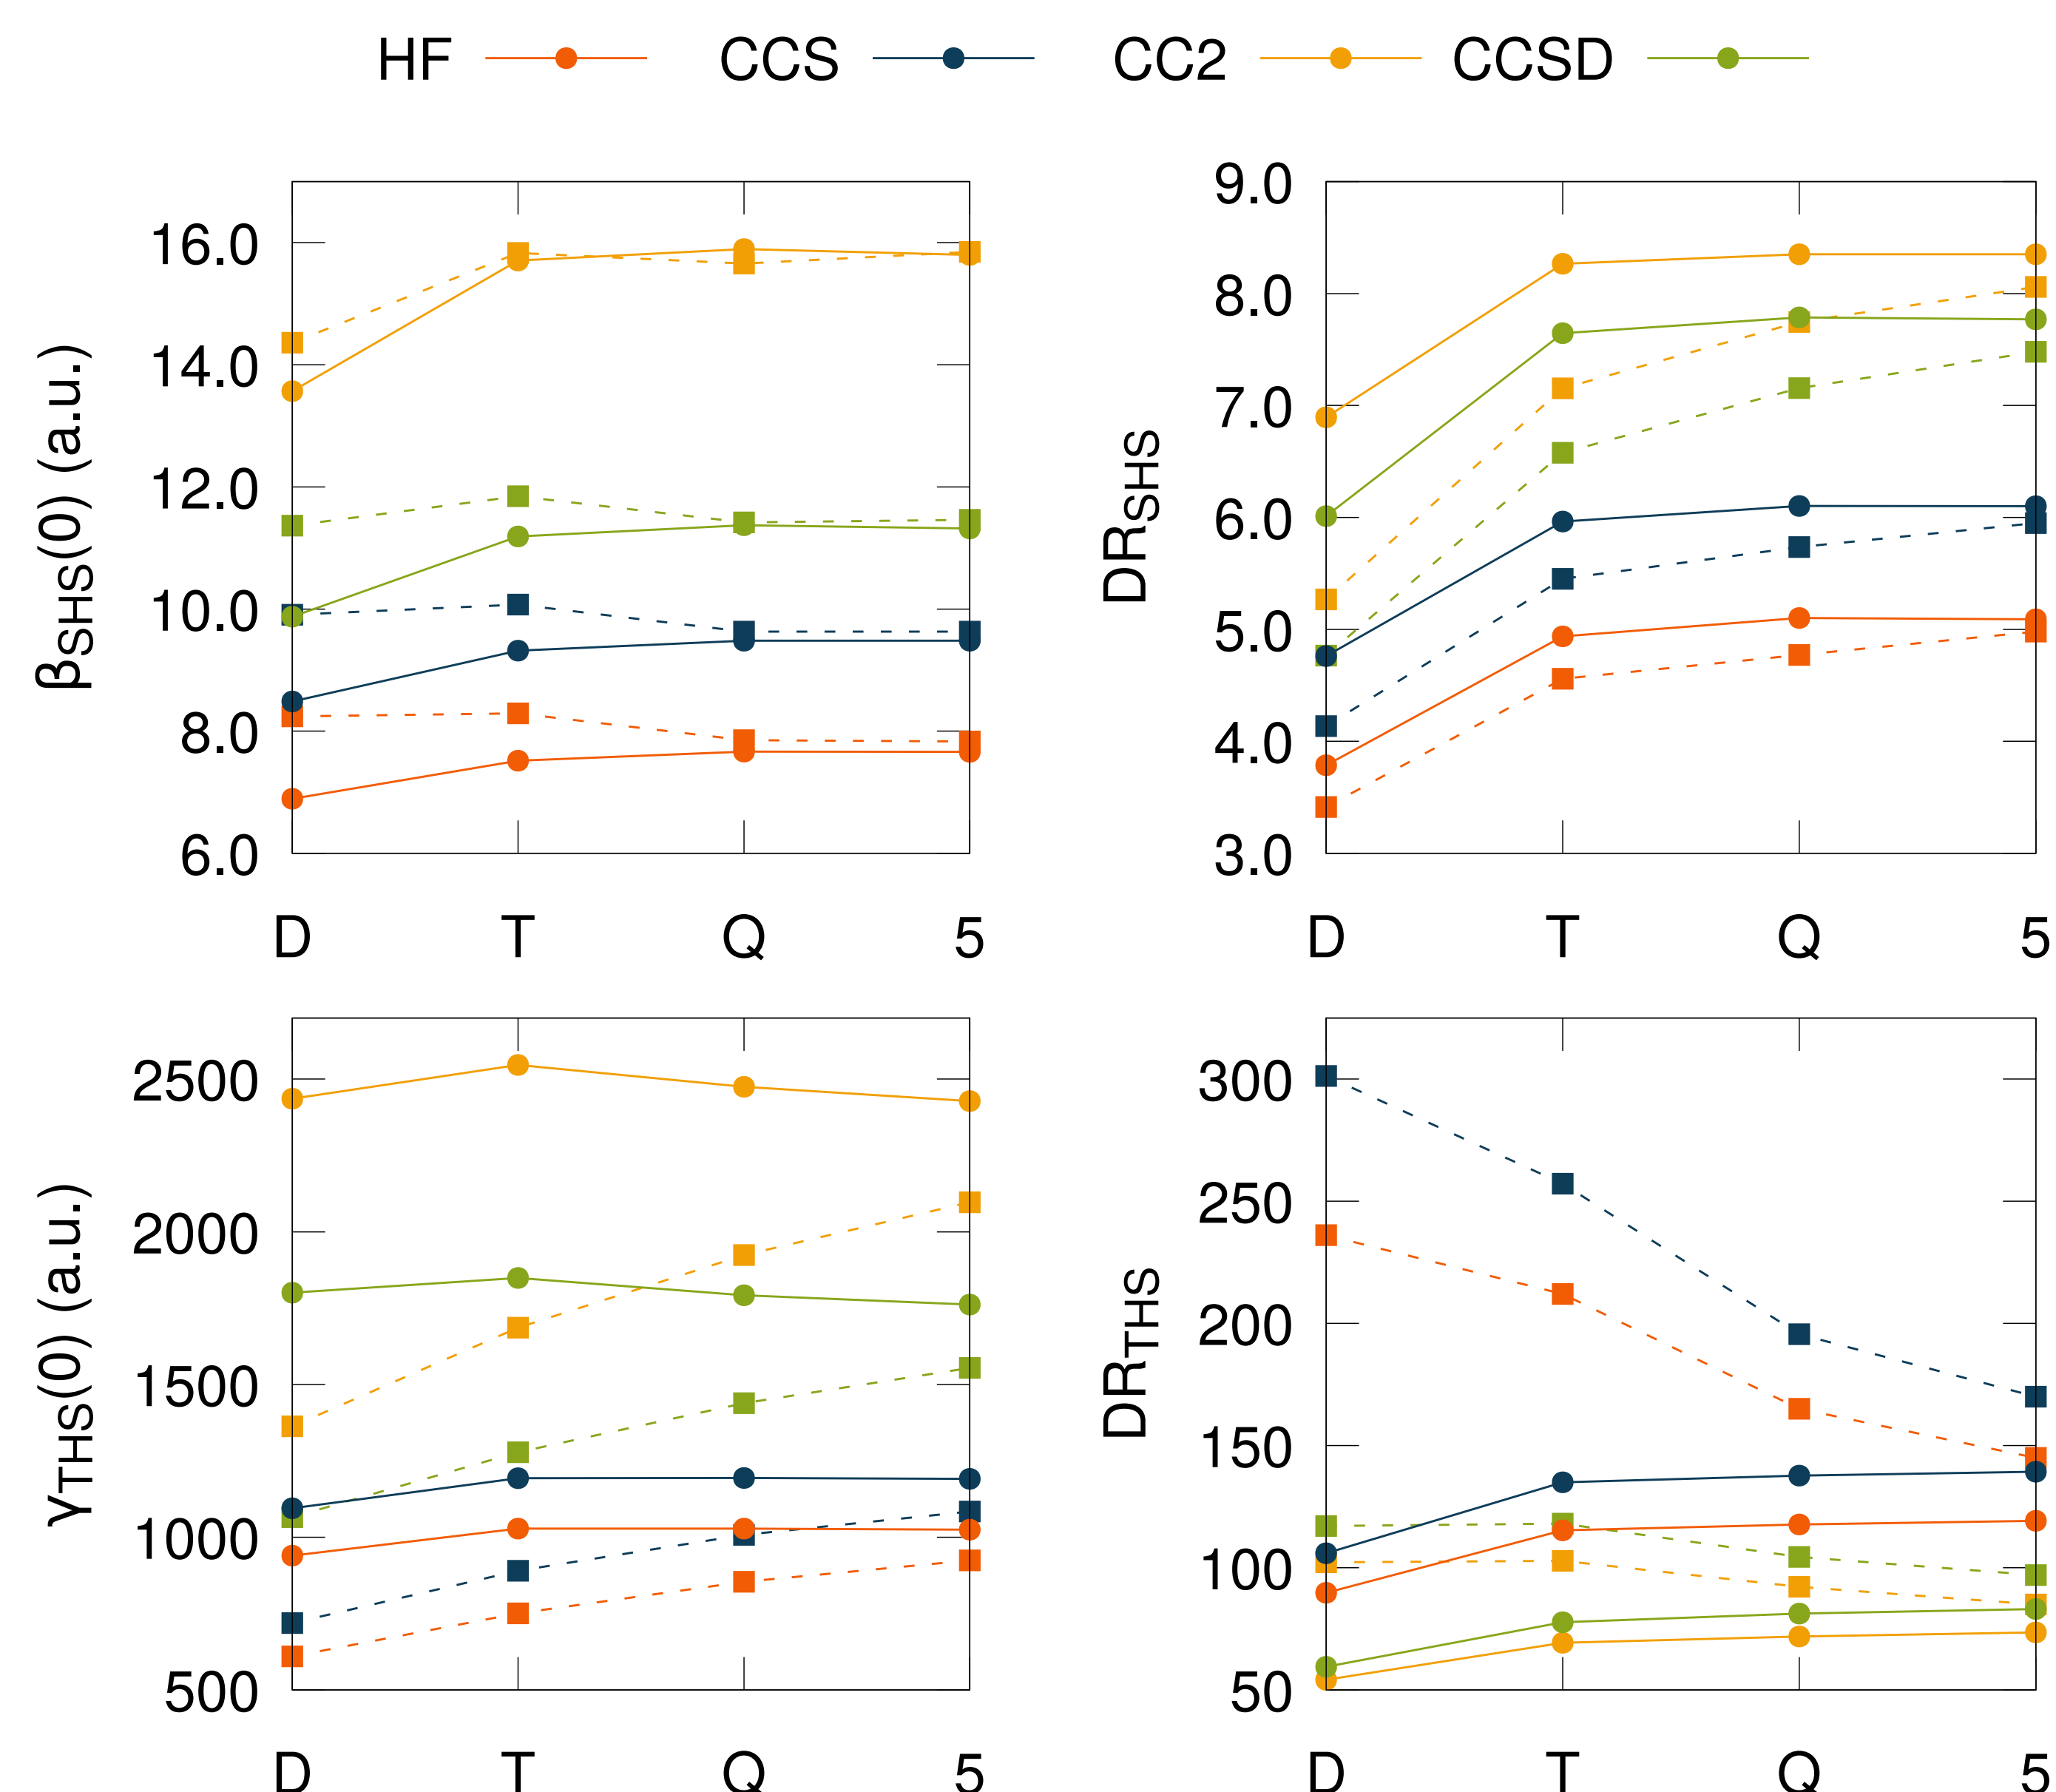 HF CCS CC2 CCSD
βSHS(0) (a.u.)
16.0
14.0
12.0
10.0
8.0
6.0
D T Q 5
DRSHS
9.0
8.0
7.0
6.0
5.0
4.0
3.0
D T Q 5
γTHS(0) (a.u.)
2500
2000
1500
1000
500
D T Q 5
DRTHS
300
250
200
150
100
50
D T Q 5